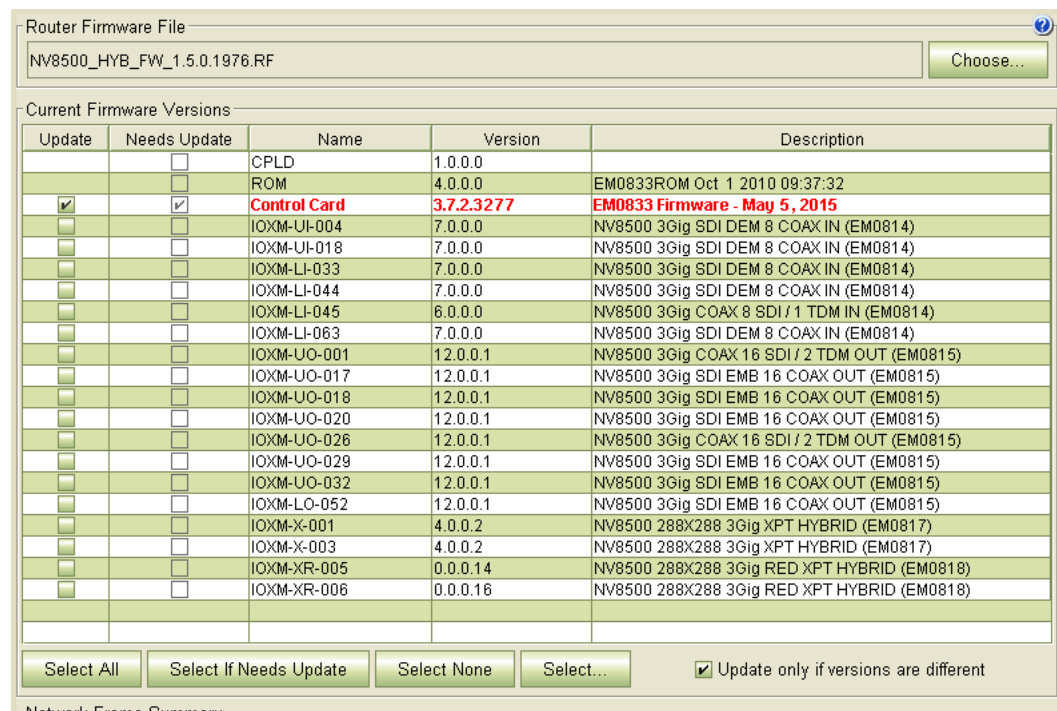 Router Firmware File
NV8500_HYB_FW_1.5.0.1976.RF Choose...
Current Firmware Versions
Update Needs Update Name Version Description
CPLD 1.0.0.0
ROM 4.0.0.0 EM0833ROM Oct 1 2010 09:37:32
Control Card 3.7.2.3277 EM0833 Firmware - May 5, 2015
IOXM-UI-004 7.0.0.0 NV8500 3Gig SDI DEM 8 COAX IN (EM0814)
IOXM-UI-018 7.0.0.0 NV8500 3Gig SDI DEM 8 COAX IN (EM0814)
IOXM-LI-033 7.0.0.0 NV8500 3Gig SDI DEM 8 COAX IN (EM0814)
IOXM-LI-044 7.0.0.0 NV8500 3Gig SDI DEM 8 COAX IN (EM0814)
IOXM-LI-045 6.0.0.0 NV8500 3Gig COAX 8 SDI / 1 TDM IN (EM0814)
IOXM-LI-063 7.0.0.0 NV8500 3Gig SDI DEM 8 COAX IN (EM0814)
IOXM-UO-001 12.0.0.1 NV8500 3Gig COAX 16 SDI / 2 TDM OUT (EM0815)
IOXM-UO-017 12.0.0.1 NV8500 3Gig SDI EMB 16 COAX OUT (EM0815)
IOXM-UO-018 12.0.0.1 NV8500 3Gig SDI EMB 16 COAX OUT (EM0815)
IOXM-UO-020 12.0.0.1 NV8500 3Gig SDI EMB 16 COAX OUT (EM0815)
IOXM-UO-026 12.0.0.1 NV8500 3Gig COAX 16 SDI / 2 TDM OUT (EM0815)
IOXM-UO-029 12.0.0.1 NV8500 3Gig SDI EMB 16 COAX OUT (EM0815)
IOXM-UO-032 12.0.0.1 NV8500 3Gig SDI EMB 16 COAX OUT (EM0815)
IOXM-LO-052 12.0.0.1 NV8500 3Gig SDI EMB 16 COAX OUT (EM0815)
IOXM-X-001 4.0.0.2 NV8500 288X288 3Gig XPT HYBRID (EM0817)
IOXM-X-003 4.0.0.2 NV8500 288X288 3Gig XPT HYBRID (EM0817)
IOXM-XR-005 0.0.0.14 NV8500 288X288 3Gig RED XPT HYBRID (EM0818)
IOXM-XR-006 0.0.0.16 NV8500 288X288 3Gig RED XPT HYBRID (EM0818)
Select All Select If Needs Update Select None Select... Update only if versions are different